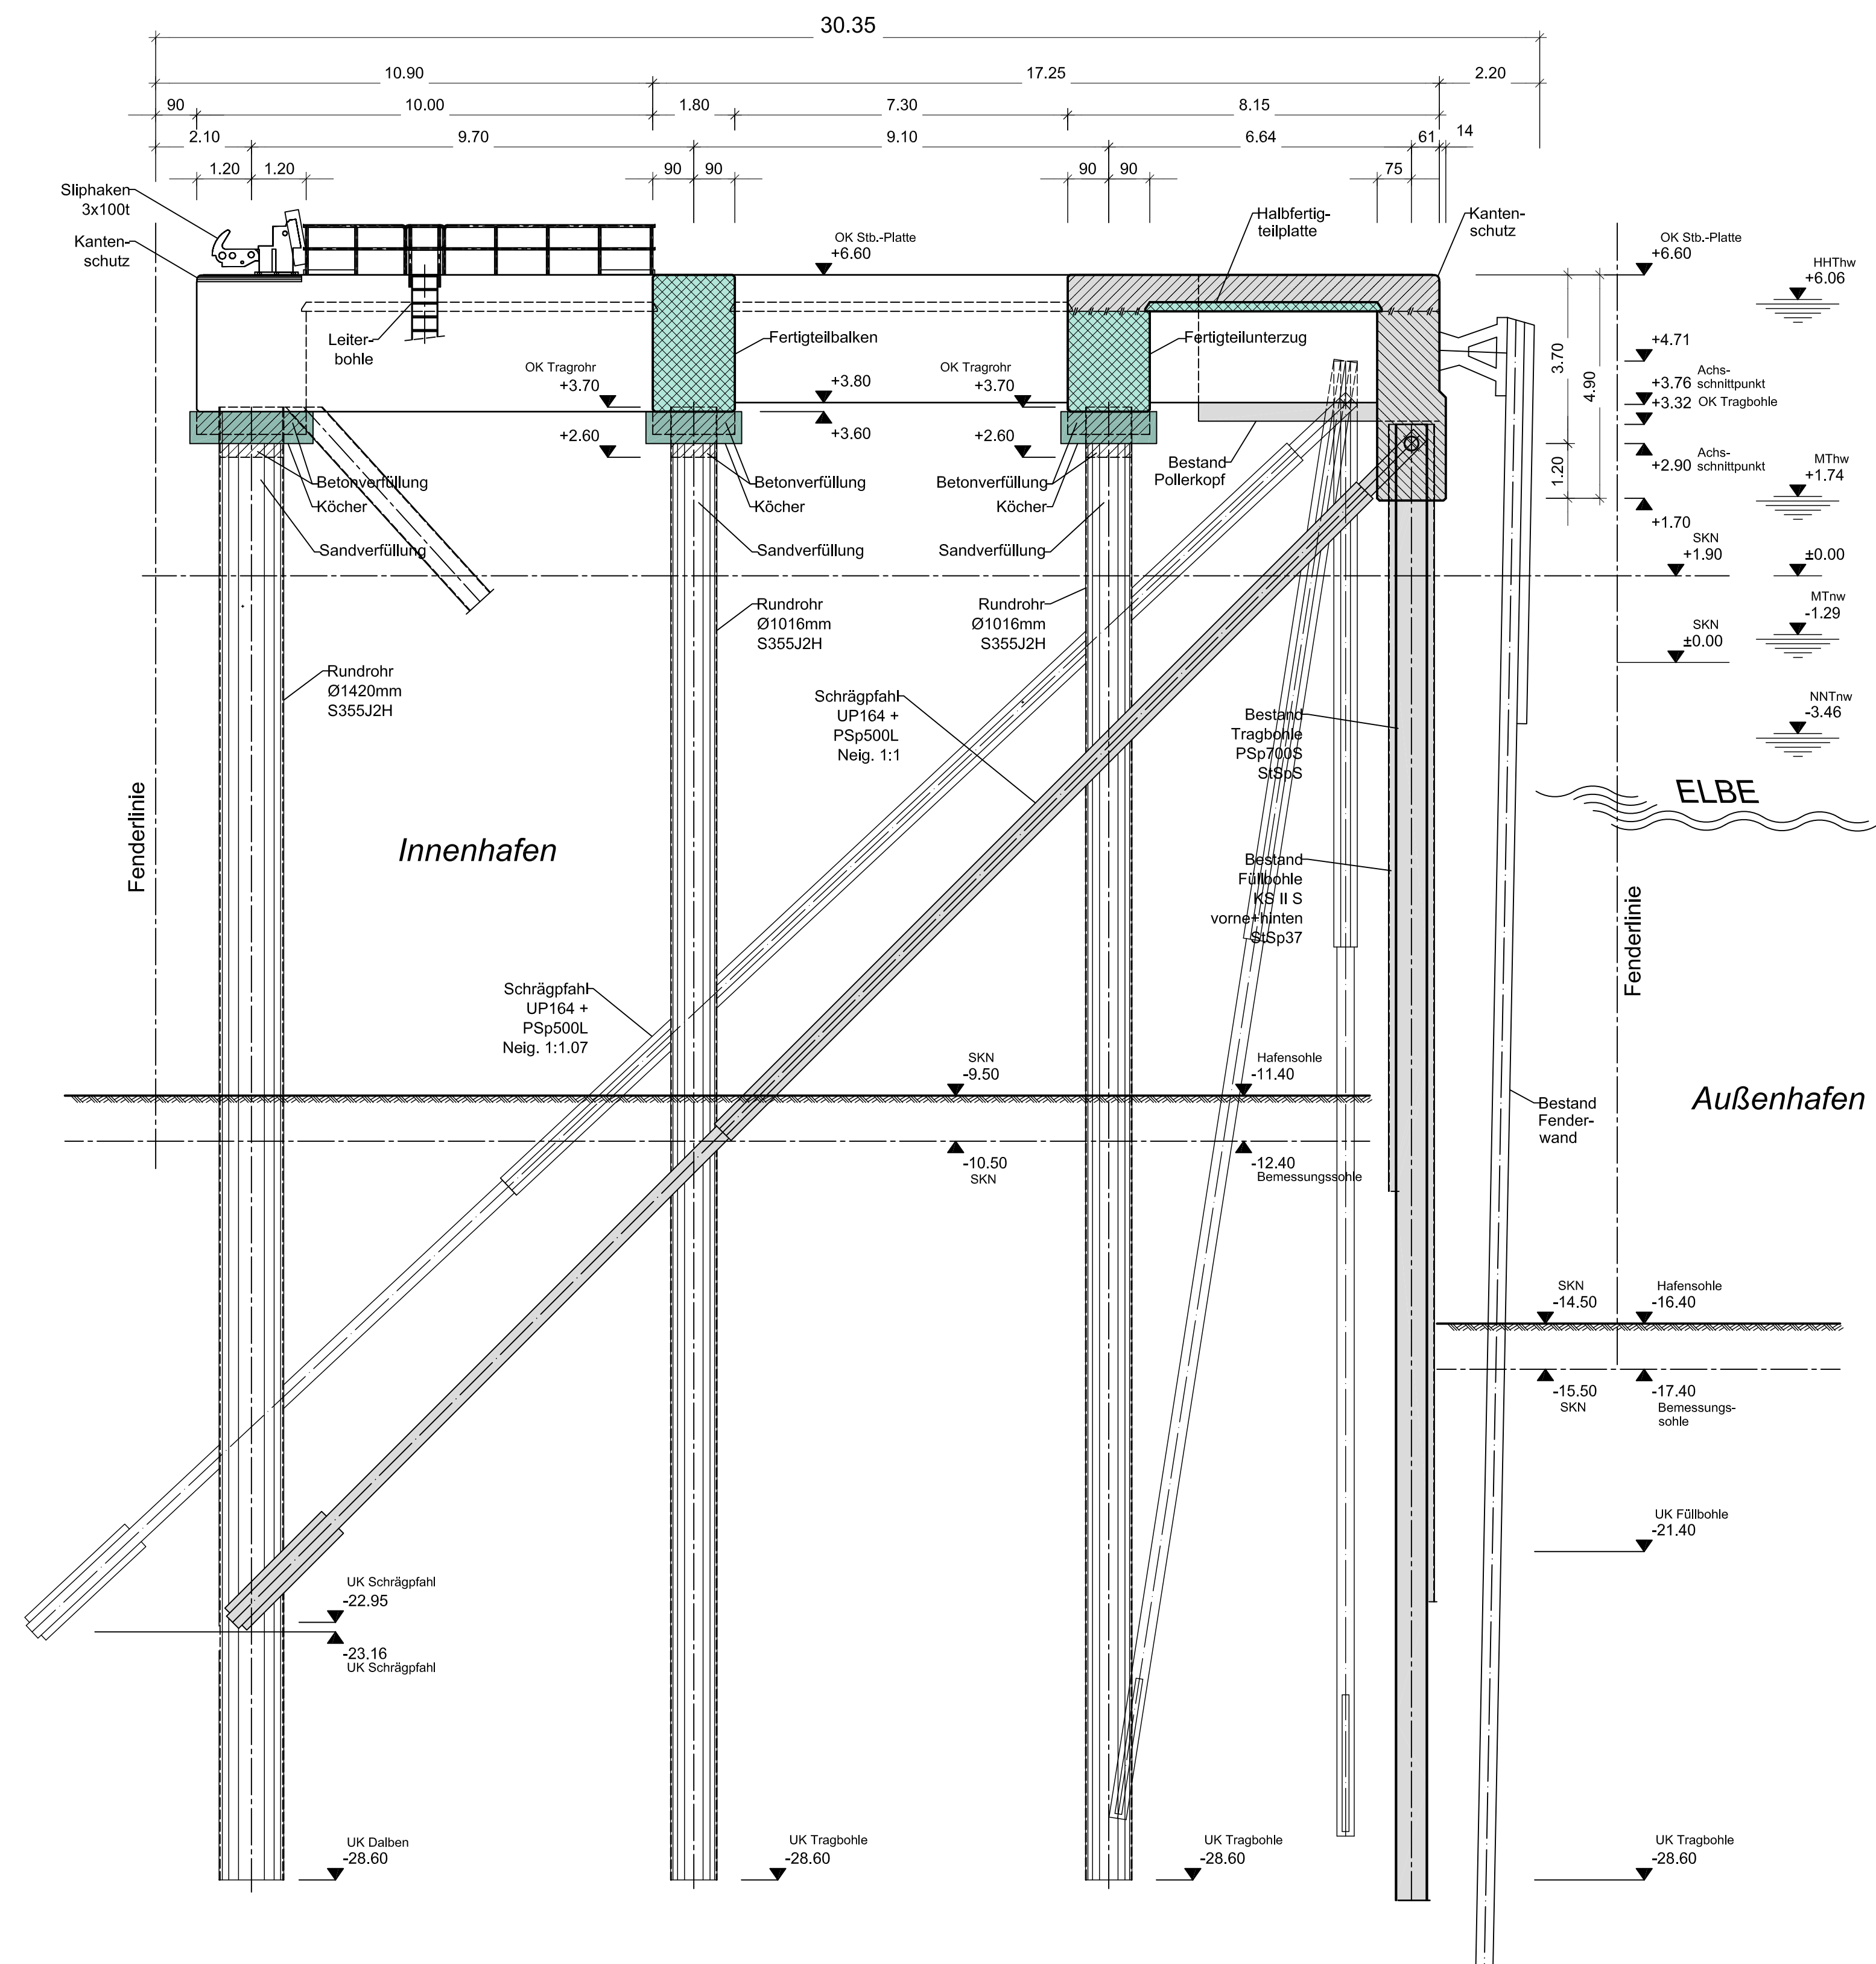 30.35
10.90
17.25
2.20
90
10.00
1.80
7.30
8.15
2.10
9.70
9.10
6.64
61
14
1.20
1.20
90
90
90
90
75
Sliphaken
3x100t
Kanten-
schutz
Leiter-
bohle
OK Stb.-Platte
+6.60
Halbfertig-
teilplatte
Kanten-
schutz
OK Stb.-Platte
+6.60
HHThw
+6.06
Fertigteilbalken
Fertigteilunterzug
+4.71
3.70
4.90
1.20
OK Tragrohr
+3.70
+3.80
+3.60
OK Tragrohr
+3.70
+3.76
Achs-
schnittpunkt
+3.32 OK Tragbohle
+2.60
+2.60
+2.90
Achs-
schnittpunkt
MThw
+1.74
Bestand
Pollerkopf
+1.70
Betonverfüllung
Köcher
Sandverfüllung
Betonverfüllung
Köcher
Sandverfüllung
Betonverfüllung
Köcher
Sandverfüllung
SKN
+1.90
±0.00
Rundrohr
Ø1016mm
S355J2H
Rundrohr
Ø1016mm
S355J2H
MTnw
-1.29
SKN
±0.00
Rundrohr
Ø1420mm
S355J2H
Schrägpfahl
UP164 +
PSp500L
Neig. 1:1
Bestand
Tragbohle
PSp700S
StSpS
NNTnw
-3.46
ELBE
Fenderlinie
Innenhafen
Bestand
Füllbohle
KS II S
vorne+hinten
StSp37
Fenderlinie
Schrägpfahl
UP164 +
PSp500L
Neig. 1:1.07
SKN
-9.50
Hafensohle
-11.40
Bestand
Fender-
wand
Außenhafen
-10.50
SKN
-12.40
Bemessungssohle
SKN
-14.50
Hafensohle
-16.40
-15.50
SKN
-17.40
Bemessungs-
sohle
UK Füllbohle
-21.40
UK Schrägpfahl
-22.95
-23.16
UK Schrägpfahl
UK Dalben
-28.60
UK Tragbohle
-28.60
UK Tragbohle
-28.60
UK Tragbohle
-28.60